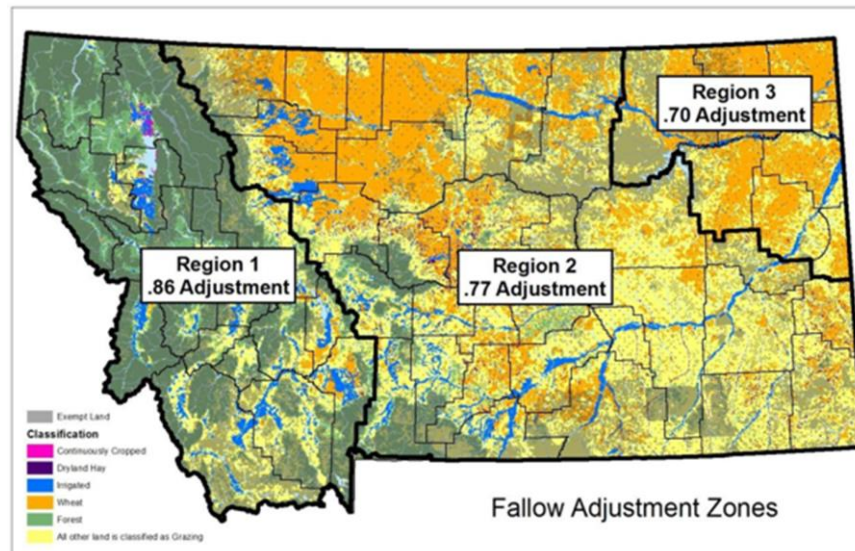 Region 3
.70 Adjustment
Region 1
.86 Adjustment
Region 2
.77 Adjustment
Exempt Land
Classification
Continuously Cropped
Dryland Hay
Irrigated
Wheat
Forest
All other land is classified as Grazing
Fallow Adjustment Zones